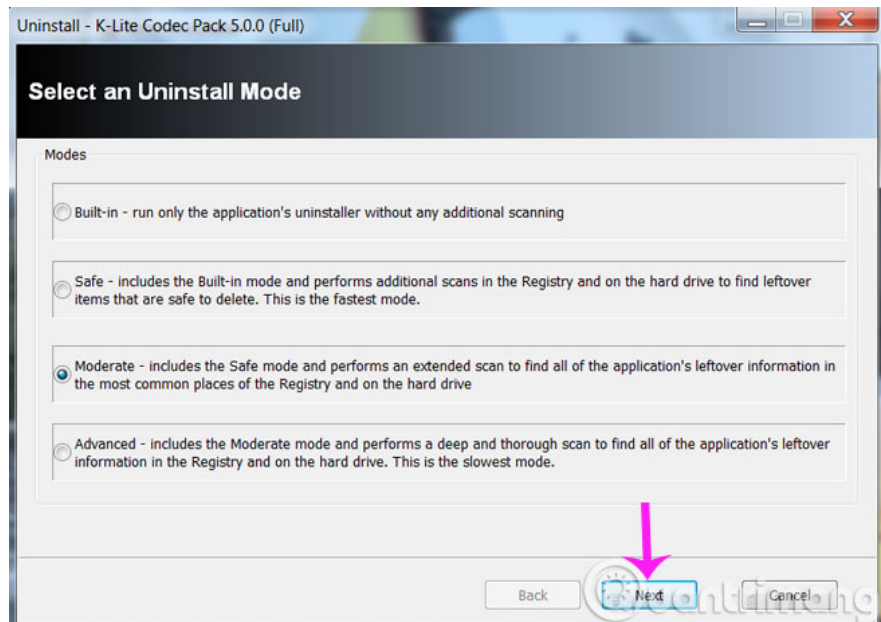 Uninstall - K-Lite Codec Pack 5.0.0 (Full)
Select an Uninstall Mode
Modes
Built-in - run only the application's uninstaller without any additional scanning
Safe - includes the Built-in mode and performs additional scans in the Registry and on the hard drive to find leftover
items that are safe to delete. This is the fastest mode.
Moderate - includes the Safe mode and performs an extended scan to find all of the application's leftover information in
the most common places of the Registry and on the hard drive
Advanced - includes the Moderate mode and performs a deep and thorough scan to find all of the application's leftover
information in the Registry and on the hard drive. This is the slowest mode.
Back
Next
Cancel
uantrimang